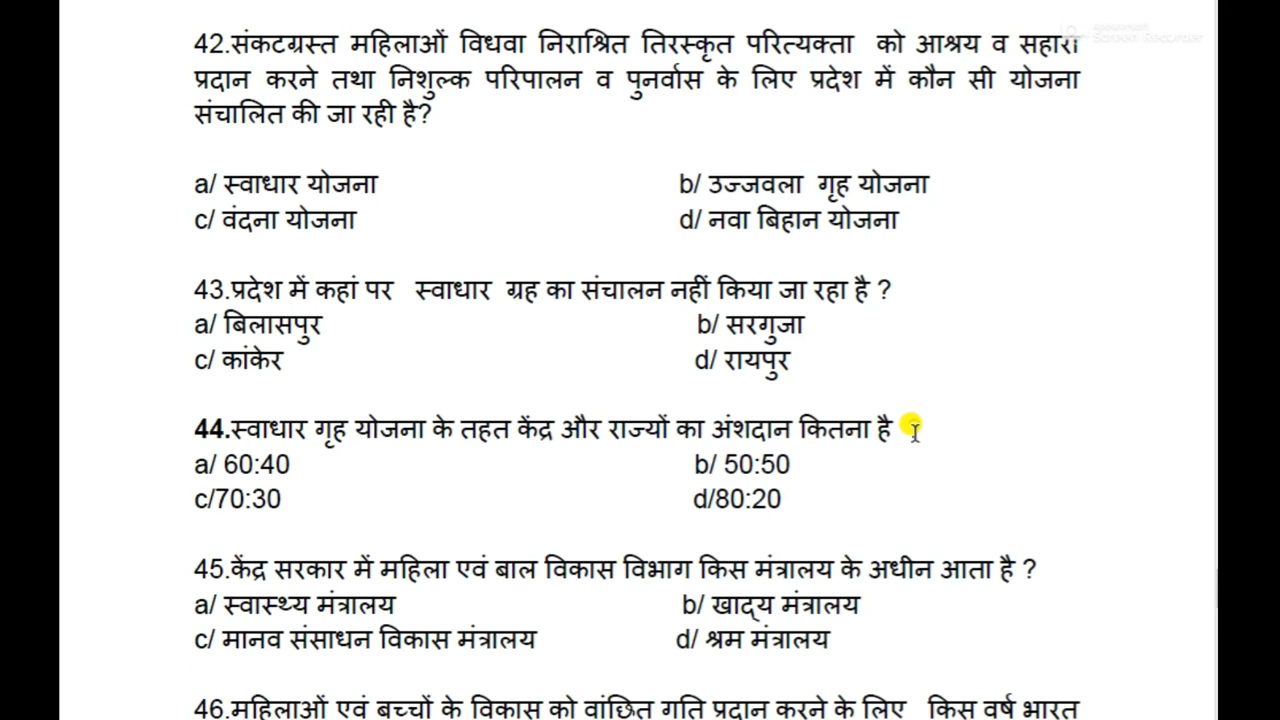 42.संकटग्रस्त महिलाओं विधवा निराश्रित तिरस्कृत परित्यक्ता को आश्रय व सहारा
प्रदान करने तथा निशुल्क परिपालन व पुनर्वास के लिए प्रदेश में कौन सी योजना
संचालित की जा रही है?
a/ स्वाधार योजना b/ उज्जवला गृह योजना
c/ वंदना योजना d/ नवा बिहान योजना
43.प्रदेश में कहां पर स्वाधार ग्रह का संचालन नहीं किया जा रहा है ?
a/ बिलासपुर b/ सरगुजा
c/ कांकेर d/ रायपुर
44.स्वाधार गृह योजना के तहत केंद्र और राज्यों का अंशदान कितना है
a/ 60:40 b/ 50:50
c/70:30 d/80:20
45.केंद्र सरकार में महिला एवं बाल विकास विभाग किस मंत्रालय के अधीन आता है ?
a/ स्वास्थ्य मंत्रालय b/ खाद्य मंत्रालय
c/ मानव संसाधन विकास मंत्रालय d/ श्रम मंत्रालय
46.महिलाओं एवं बच्चों के विकास को वांछित गति प्रदान करने के लिए किस वर्ष भारत
Screen Recorder